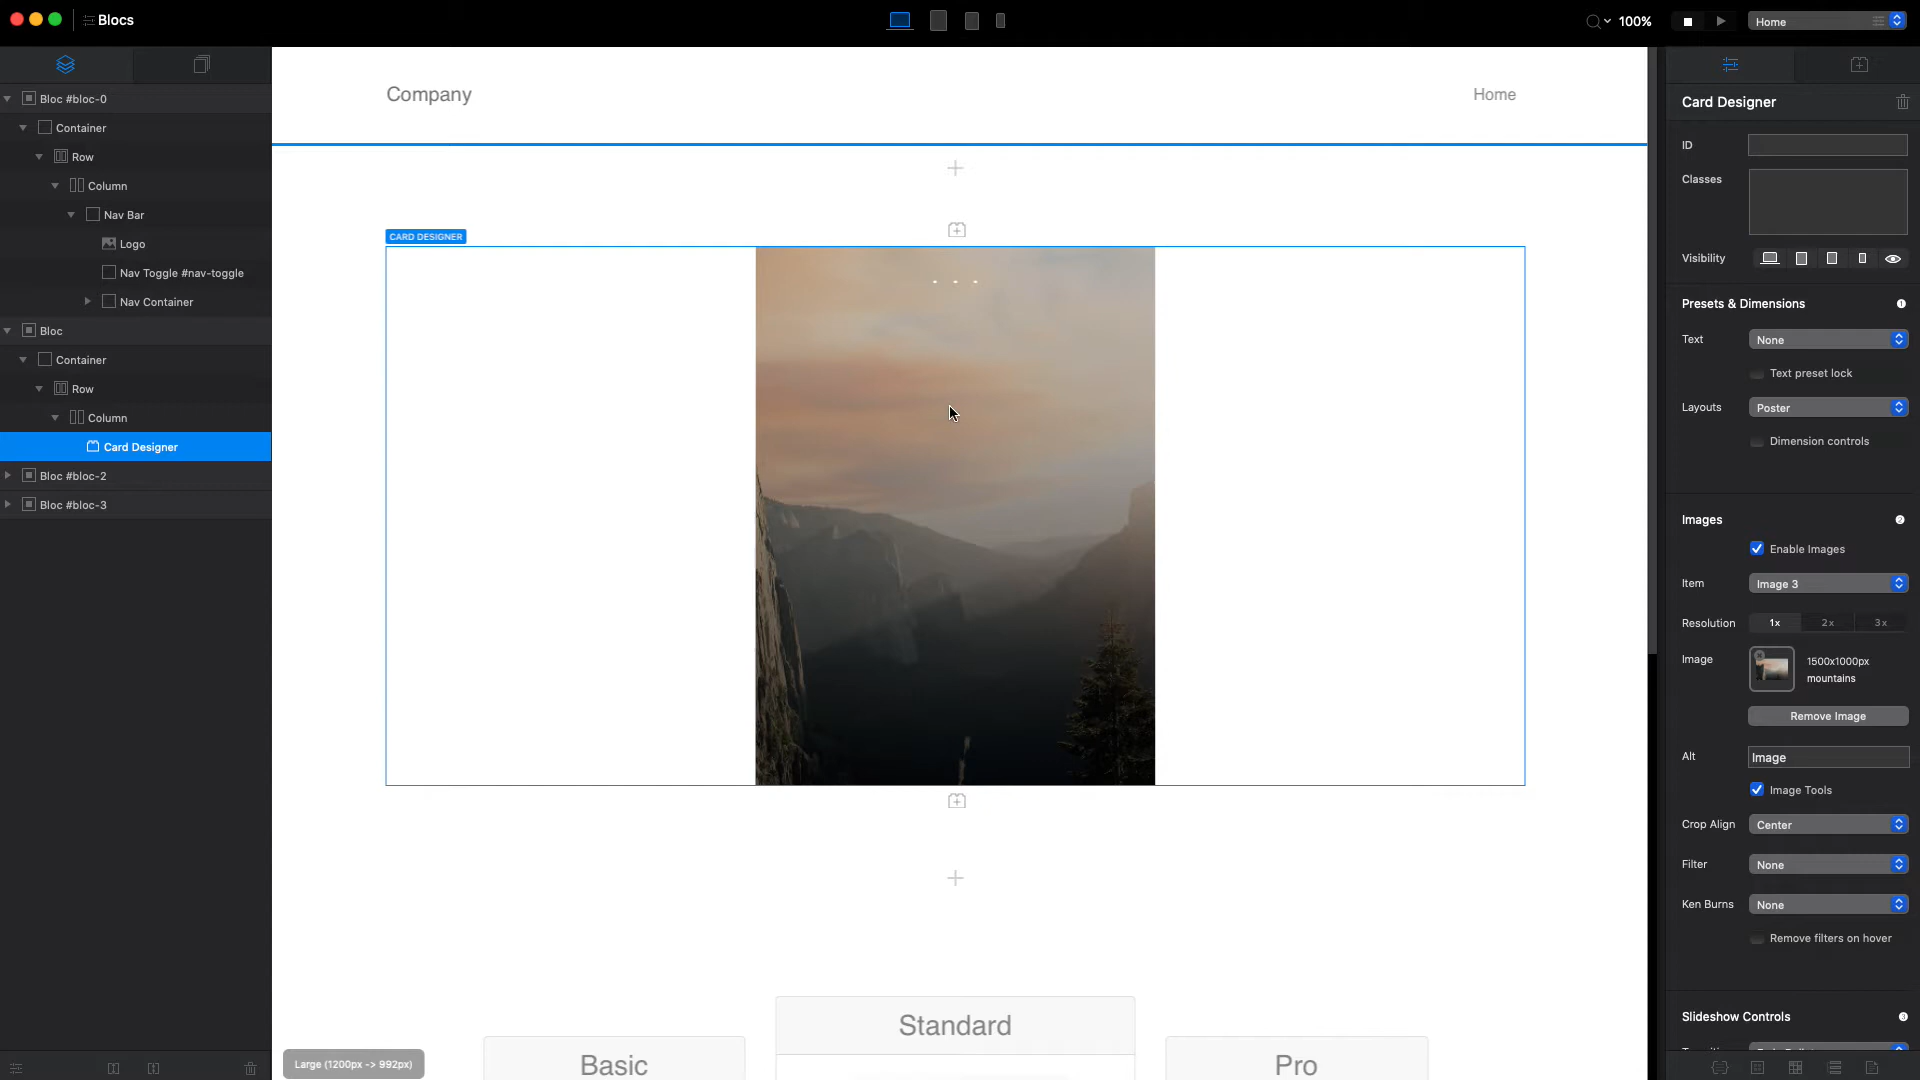 Blocs
100%
Home
Bloc #bloc-0
Container
Row
Column
Nav Bar
Logo
Nav Toggle #nav-toggle
Nav Container
Bloc
Container
Row
Column
Card Designer
Bloc #bloc-2
Bloc #bloc-3
Company
Home
CARD DESIGNER
Standard
Basic
Pro
Large (1200px -> 992px)
Card Designer
ID
Classes
Visibility
Presets & Dimensions 1
Text None
Text preset lock
Layouts Poster
Dimension controls
Images 2
Enable Images
Item Image 3
Resolution 1x 2x 3x
Image 1500x1000px
mountains
Remove Image
Alt Image
Image Tools
Crop Align Center
Filter None
Ken Burns None
Remove filters on hover
Slideshow Controls 3